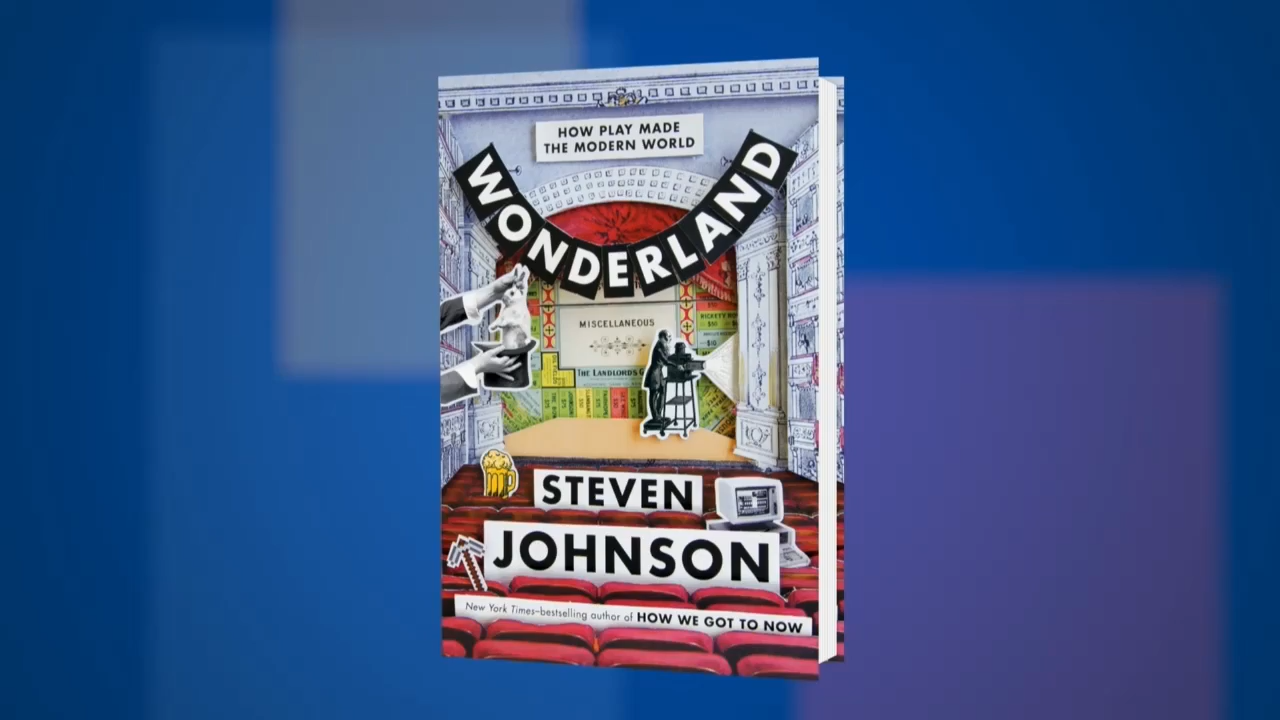 HOW PLAY MADE
THE MODERN WORLD
WONDERLAND
MISCELLANEOUS
THE LANDLORD'S
STEVEN
JOHNSON
New York Times–bestselling author of HOW WE GOT TO NOW